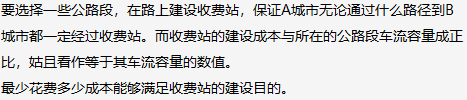 要选择一些公路段，在路上建设收费站，保证A城市无论通过什么路径到B
城市都一定经过收费站。而收费站的建设成本与所在的公路段车流容量成正
比，姑且看作等于其车流容量的数值。
最少花费多少成本能够满足收费站的建设目的。